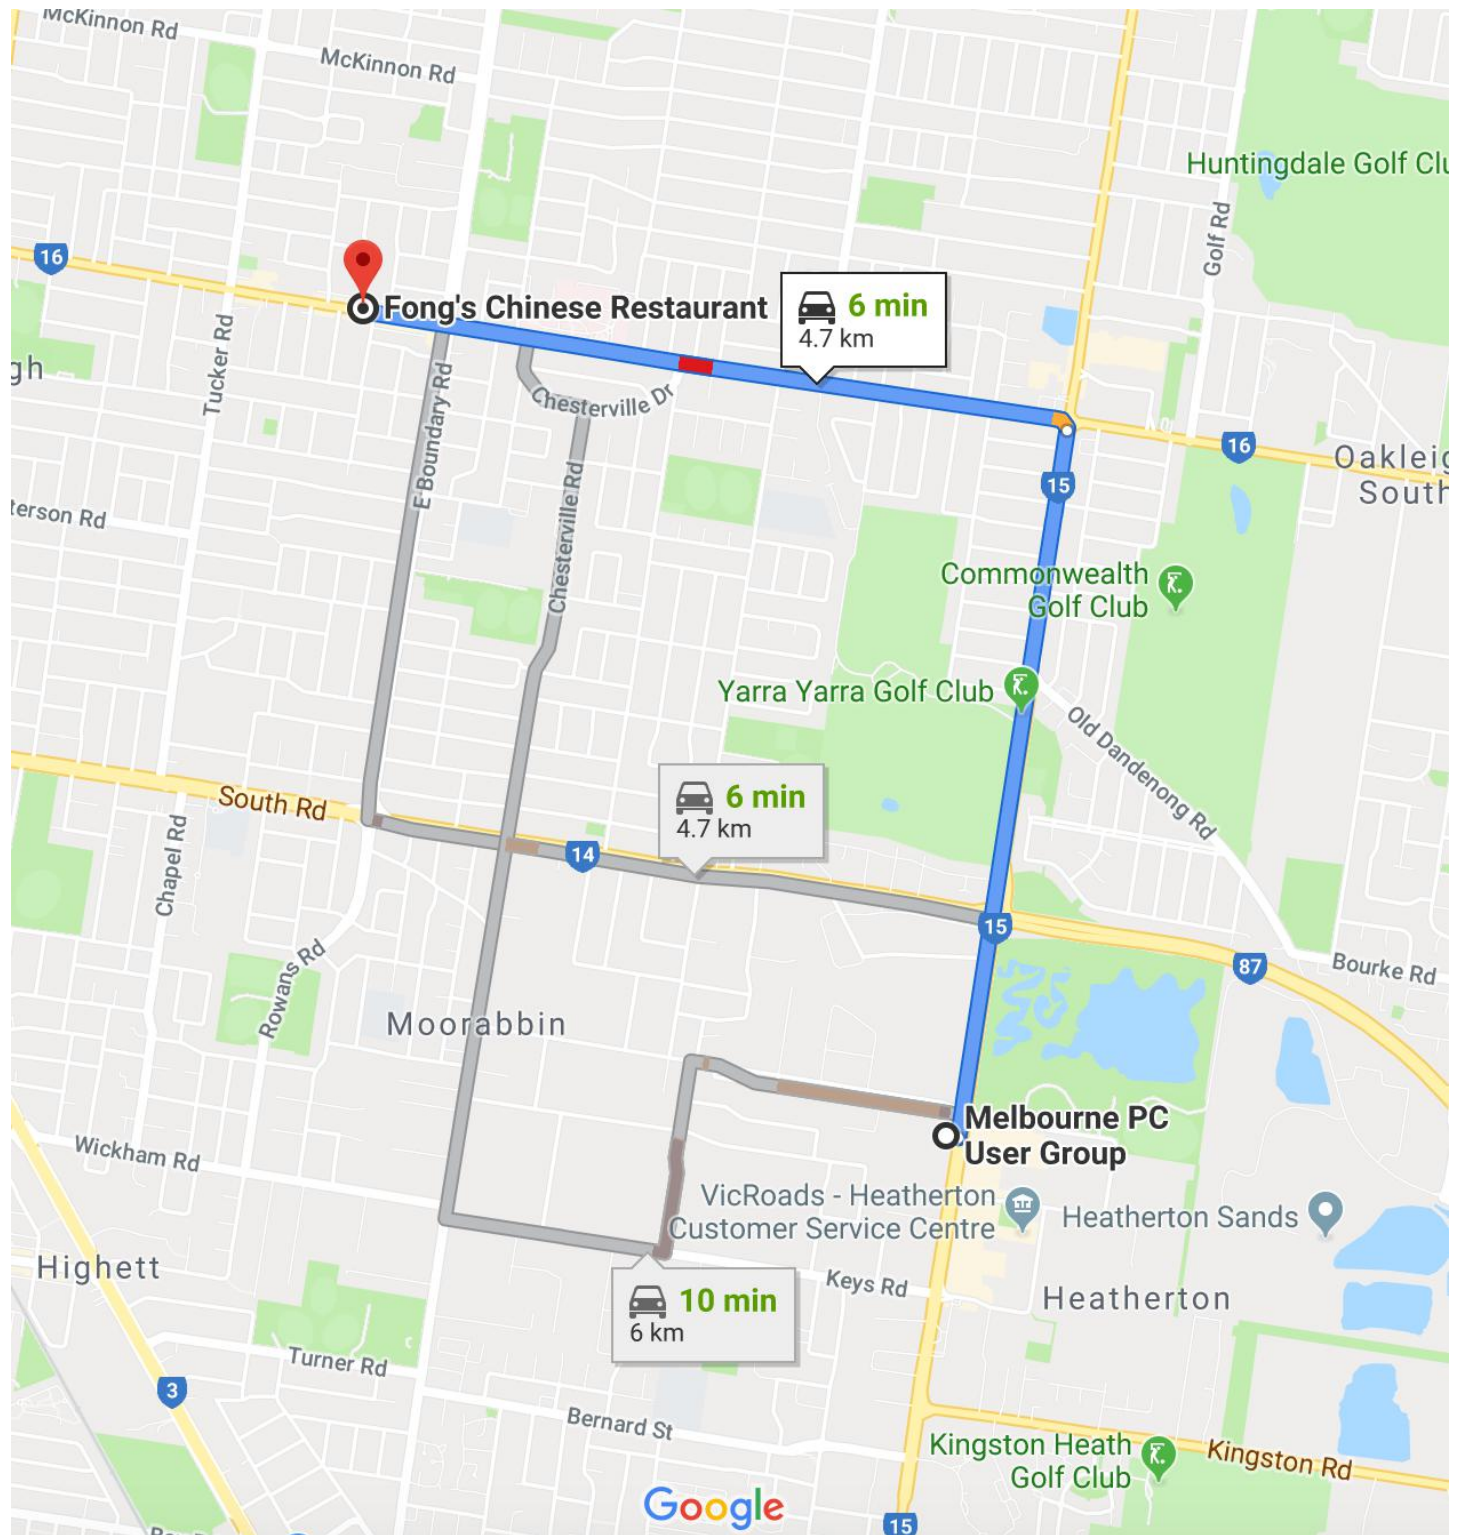 McKinnon Rd
McKinnon Rd
Huntingdale Golf Clu
Golf Rd
16
Fong's Chinese Restaurant
6 min
4.7 km
Tucker Rd
gh
E Boundary Rd
Chesterville Dr
16
Oakleig
South
15
Chesterville Rd
terson Rd
Commonwealth
Golf Club
Yarra Yarra Golf Club
Old Dandenong Rd
6 min
4.7 km
South Rd
14
Chapel Rd
15
87
Bourke Rd
Rowans Rd
Moorabbin
Melbourne PC
User Group
Wickham Rd
VicRoads - Heatherton
Customer Service Centre
Heatherton Sands
Highett
Keys Rd
Heatherton
10 min
6 km
Turner Rd
3
Bernard St
Kingston Heath
Golf Club
Kingston Rd
Google
15